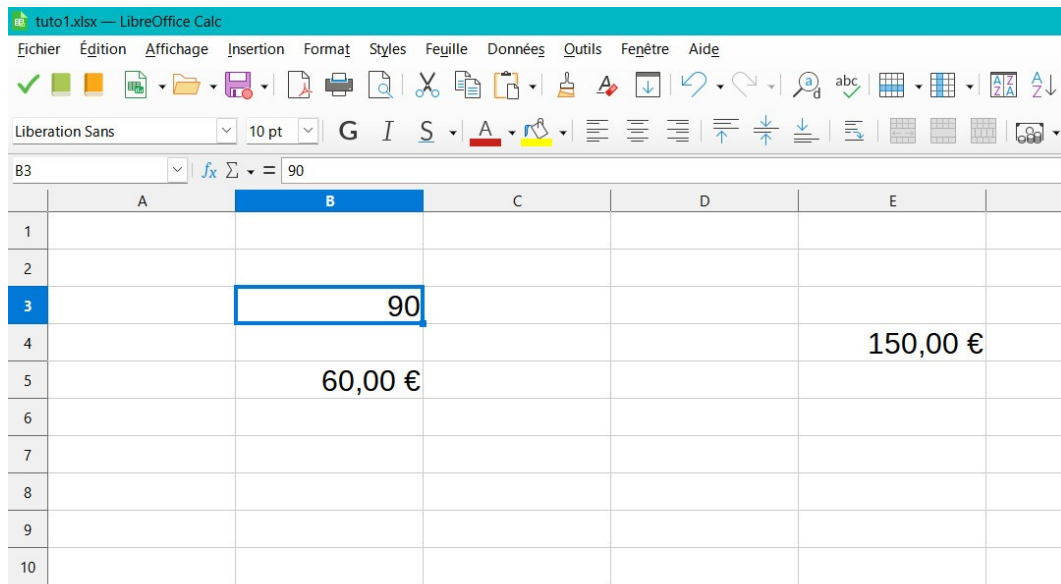 tuto1.xlsx — LibreOffice Calc
Fichier Édition Affichage Insertion Format Styles Feuille Données Outils Fenêtre Aide
Liberation Sans 10 pt G I S A
B3 fx Σ = 90
A B C D E
1
2
3 90
4 150,00 €
5 60,00 €
6
7
8
9
10